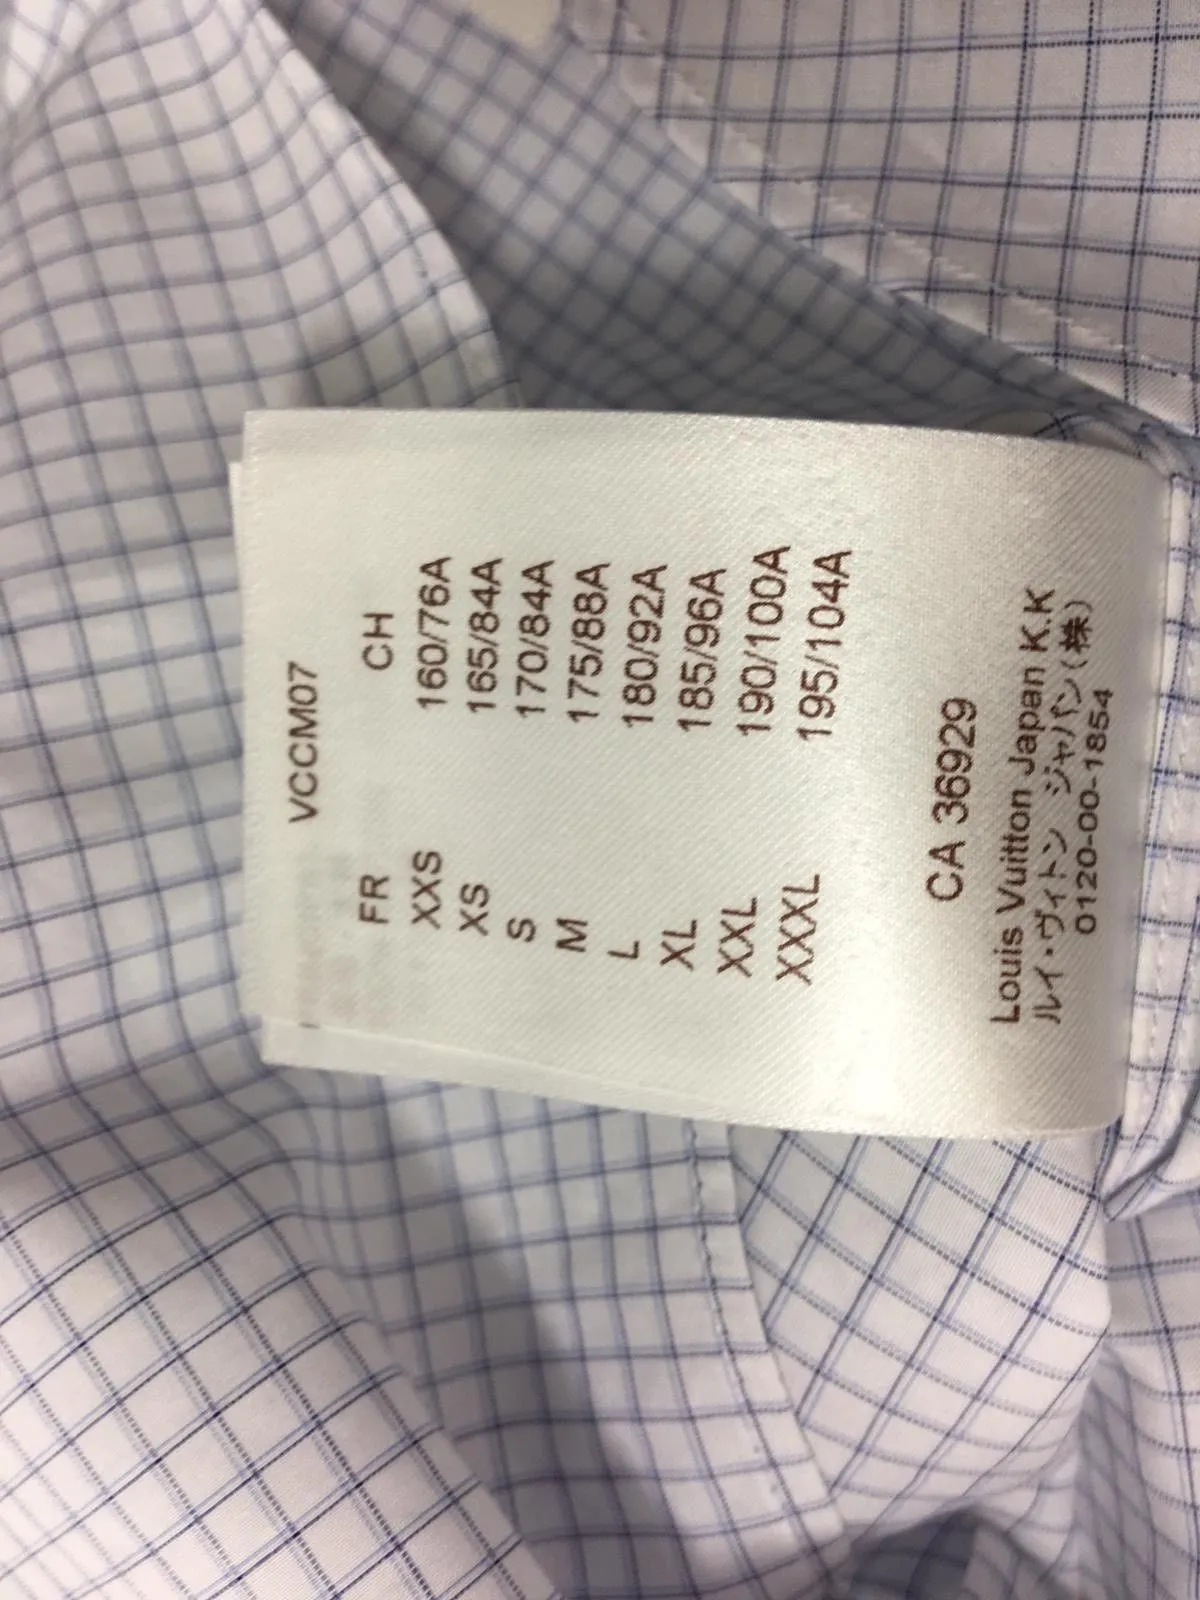 VCCM07
FR CH
XXS 160/76A
XS 165/84A
S 170/84A
M 175/88A
L 180/92A
XL 185/96A
XXL 190/100A
XXXL 195/104A
CA 36929
Louis Vuitton Japan K.K
ルイ・ヴィトン ジャパン(株)
0120-00-1854